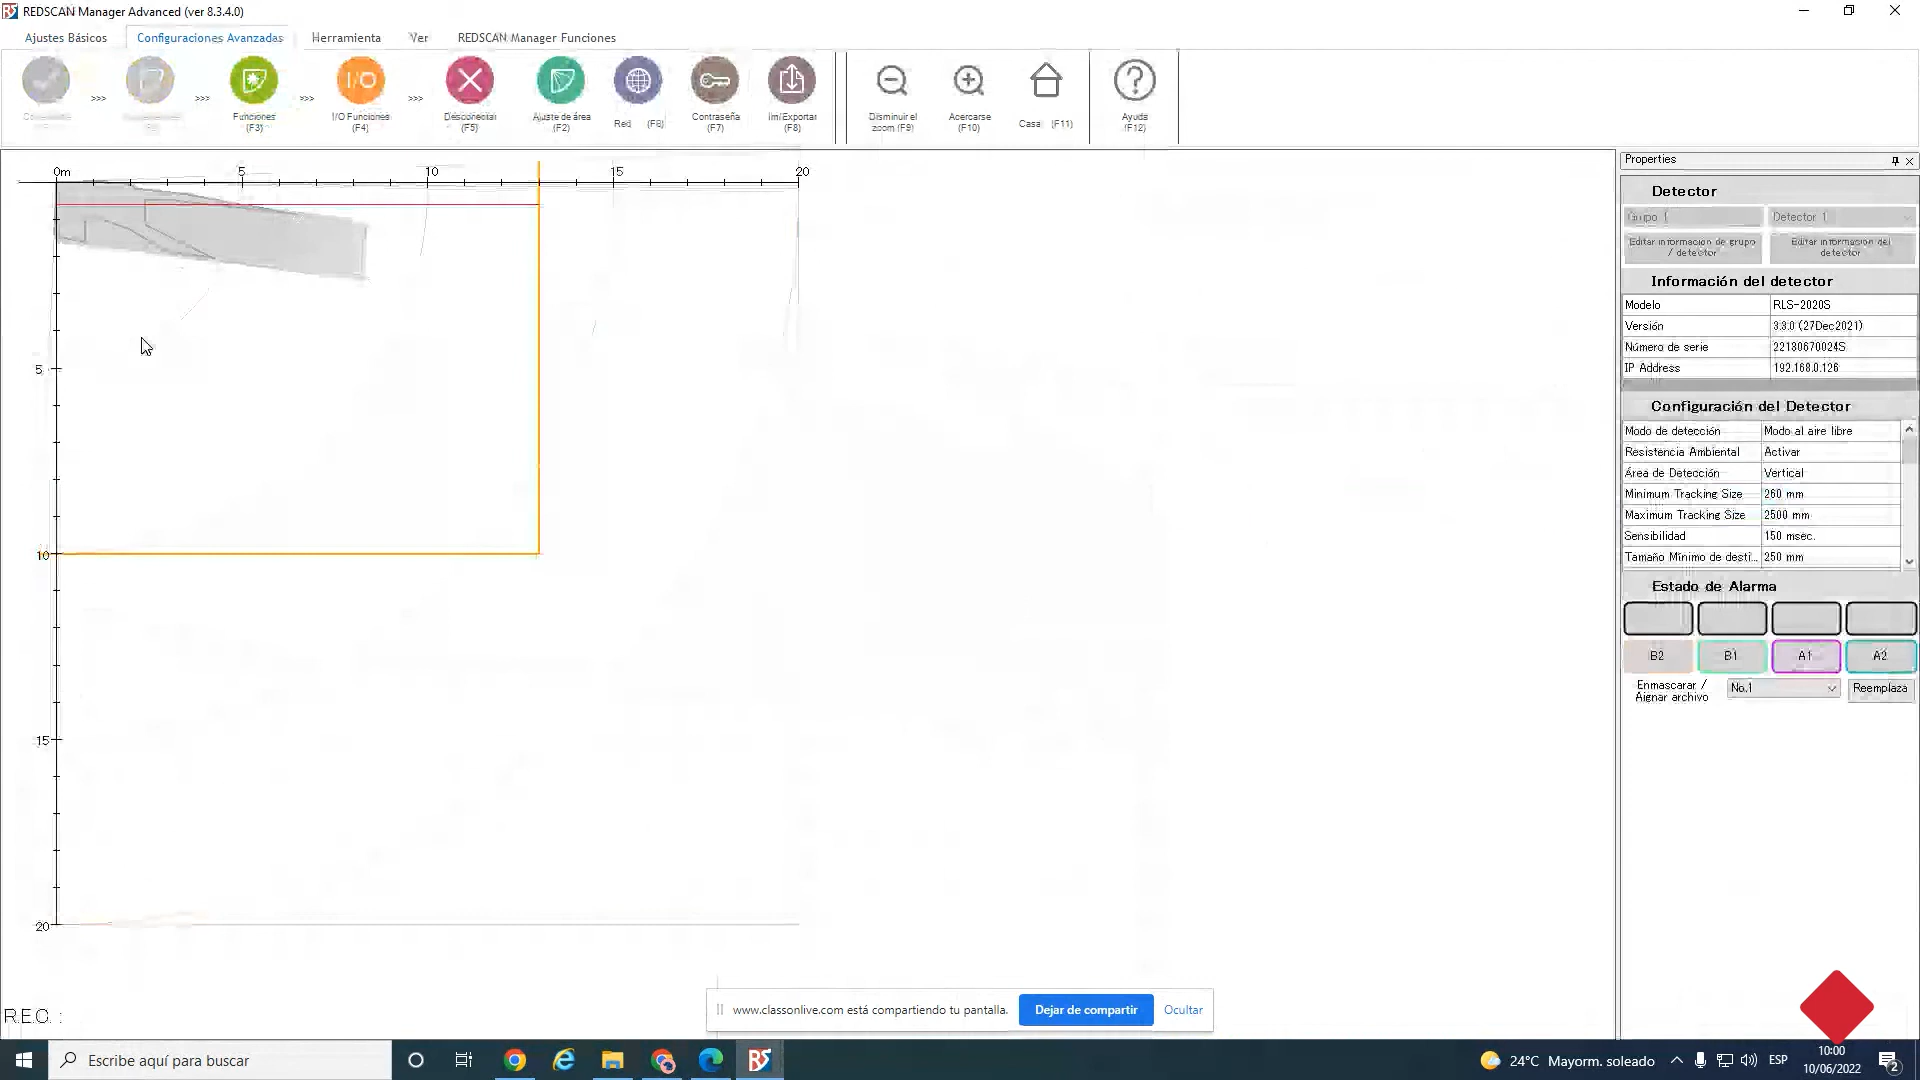 REDSCAN Manager Advanced (ver 8.3.4.0)
Ajustes Básicos
Configuraciones Avanzadas
Herramienta
Ver
REDSCAN Manager Funciones
>>>
>>>
>>>
>>>
Funciones
(F3)
I/O
I/O Funciones
(F4)
Desconectar
(F5)
Ajuste de área
(F2)
Red (F6)
Contraseña
(F7)
Im/Exportar
(F8)
Disminuir el
zoom (F9)
Acercarse
(F10)
Casa (F11)
Ayuda
(F12)
0m
5
10
15
20
5
10
15
20
REC. :
Properties
Detector
Grupo 1
Detector 1
Editar información de grupo
/ detector
Editar información del
detector
Información del detector
Modelo
RLS-2020S
Versión
3.3.0 (27Dec2021)
Número de serie
22130670024S
IP Address
192.168.0.126
Configuración del Detector
Modo de detección
Modo al aire libre
Resistencia Ambiental
Activar
Área de Detección
Vertical
Minimum Tracking Size
260 mm
Maximum Tracking Size
2500 mm
Sensibilidad
150 msec.
Tamaño Mínimo de desti...
250 mm
Estado de Alarma
B2
B1
A1
A2
Enmascarar /
Aignar archivo
No.1
Reemplaza
www.classonlive.com está compartiendo tu pantalla.
Dejar de compartir
Ocultar
Escribe aquí para buscar
24°C Mayorm. soleado
ESP
10:00
10/06/2022
2